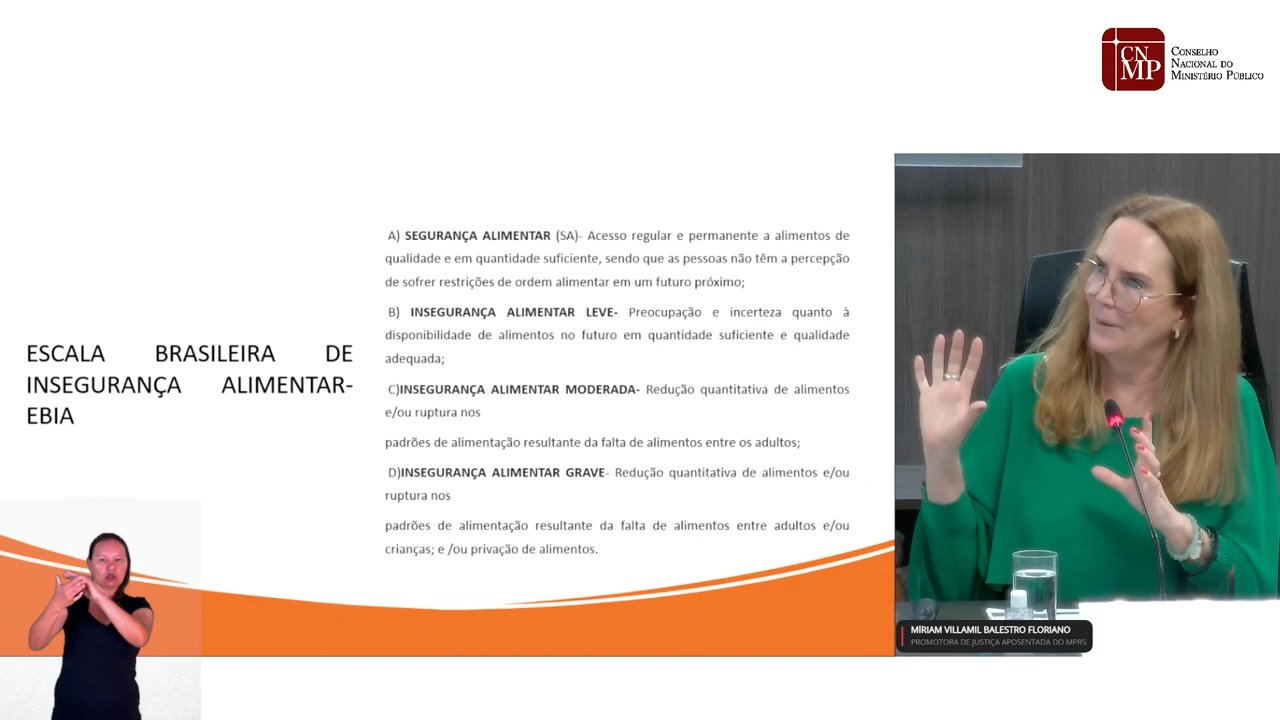 CN
MP
CONSELHO
NACIONAL DO
MINISTÉRIO PÚBLICO
ESCALA BRASILEIRA DE
INSEGURANÇA ALIMENTAR-
EBIA
A) SEGURANÇA ALIMENTAR (SA)- Acesso regular e permanente a alimentos de
qualidade e em quantidade suficiente, sendo que as pessoas não têm a percepção
de sofrer restrições de ordem alimentar em um futuro próximo;
B) INSEGURANÇA ALIMENTAR LEVE- Preocupação e incerteza quanto à
disponibilidade de alimentos no futuro em quantidade suficiente e qualidade
adequada;
C)INSEGURANÇA ALIMENTAR MODERADA- Redução quantitativa de alimentos
e/ou ruptura nos
padrões de alimentação resultante da falta de alimentos entre os adultos;
D)INSEGURANÇA ALIMENTAR GRAVE- Redução quantitativa de alimentos e/ou
ruptura nos
padrões de alimentação resultante da falta de alimentos entre adultos e/ou
crianças; e /ou privação de alimentos.
MÍRIAM VILLAMIL BALESTRO FLORIANO
PROMOTORA DE JUSTIÇA APOSENTADA DO MPRS